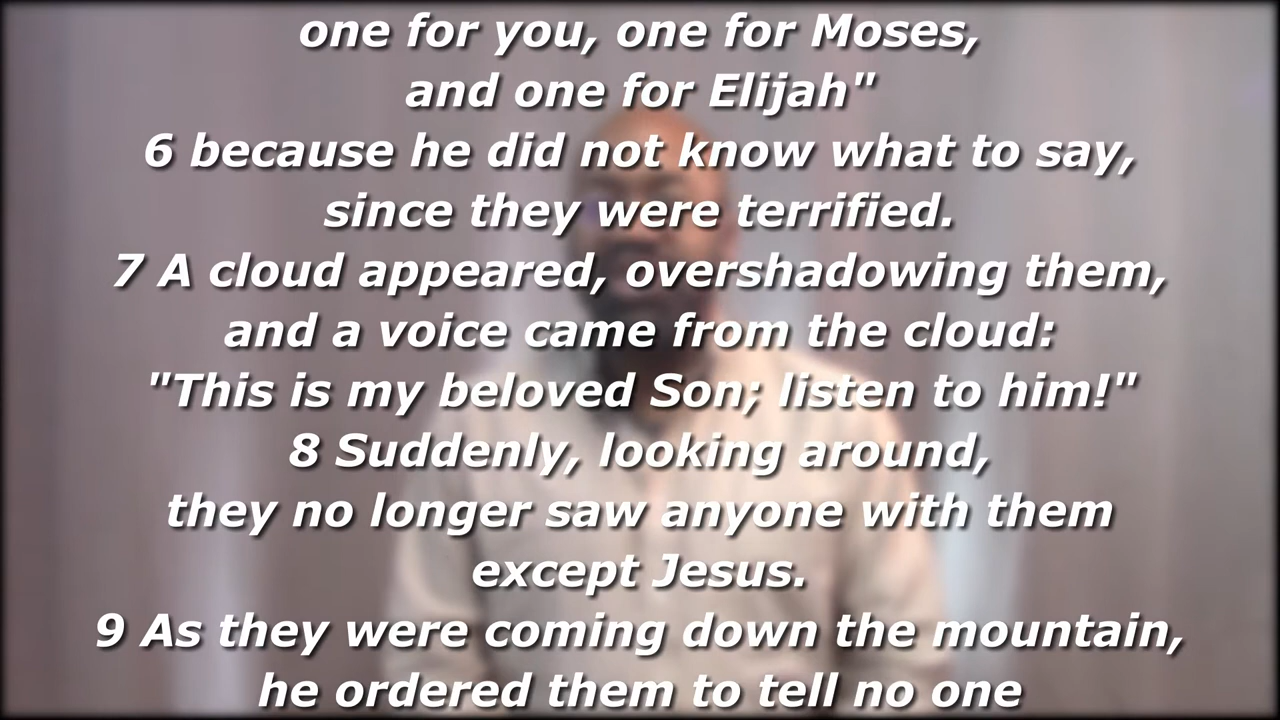 one for you, one for Moses,
and one for Elijah"
6 because he did not know what to say,
since they were terrified.
7 A cloud appeared, overshadowing them,
and a voice came from the cloud:
"This is my beloved Son; listen to him!"
8 Suddenly, looking around,
they no longer saw anyone with them
except Jesus.
9 As they were coming down the mountain,
he ordered them to tell no one